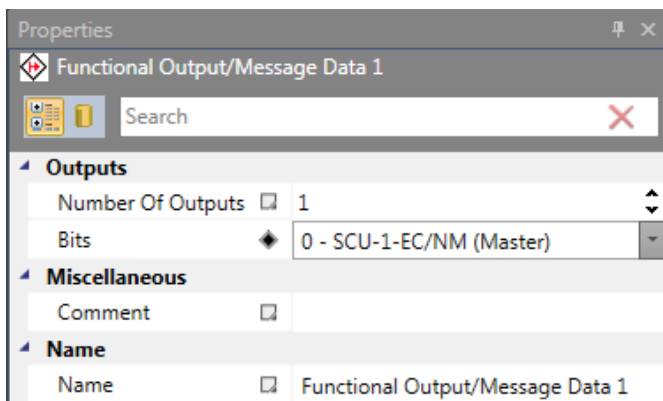 Properties
Functional Output/Message Data 1
Search
Outputs
Number Of Outputs 1
Bits 0 - SCU-1-EC/NM (Master)
Miscellaneous
Comment
Name
Name Functional Output/Message Data 1